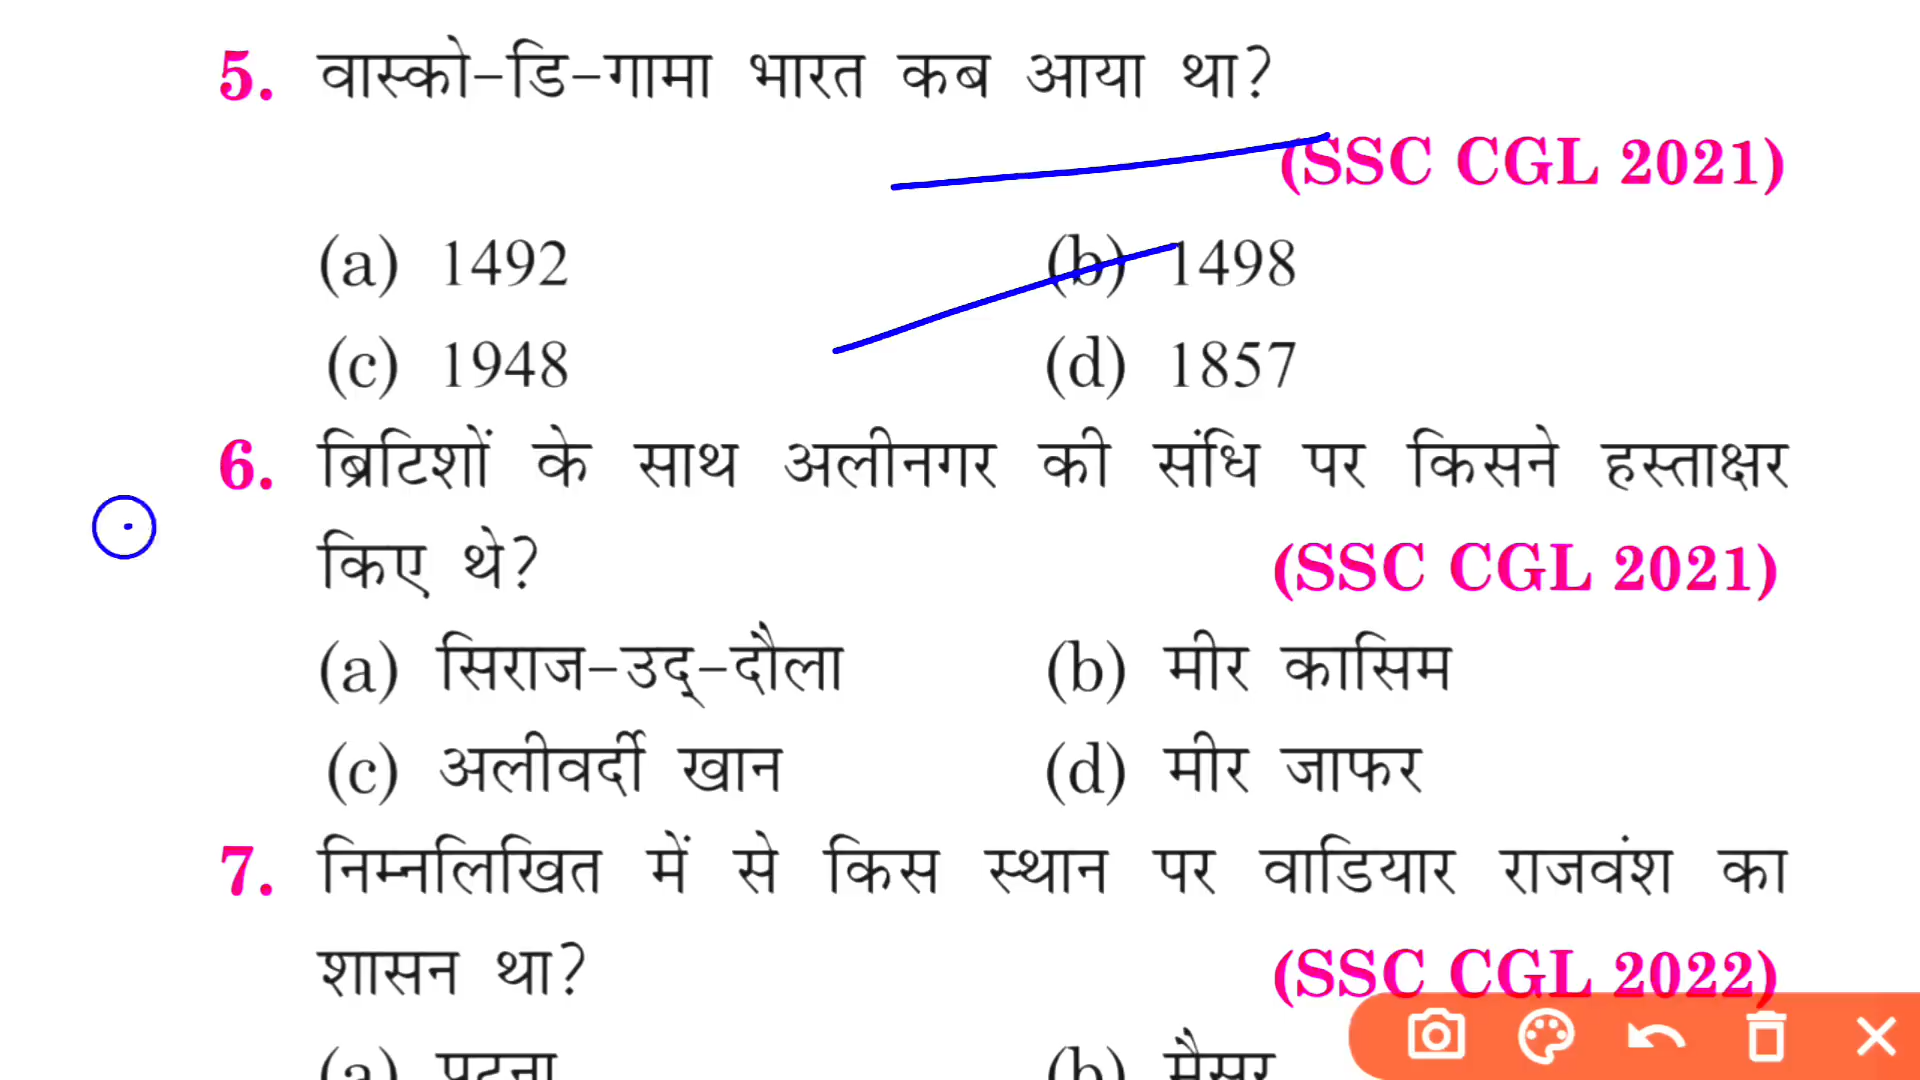 5. वास्को-डि-गामा भारत कब आया था?
(SSC CGL 2021)
(a) 1492 (b) 1498
(c) 1948 (d) 1857
6. ब्रिटिशों के साथ अलीनगर की संधि पर किसने हस्ताक्षर
किए थे? (SSC CGL 2021)
(a) सिराज-उद्-दौला (b) मीर कासिम
(c) अलीवर्दी खान (d) मीर जाफर
7. निम्नलिखित में से किस स्थान पर वाडियार राजवंश का
शासन था? (SSC CGL 2022)
(a) पटना (b) मैसूर